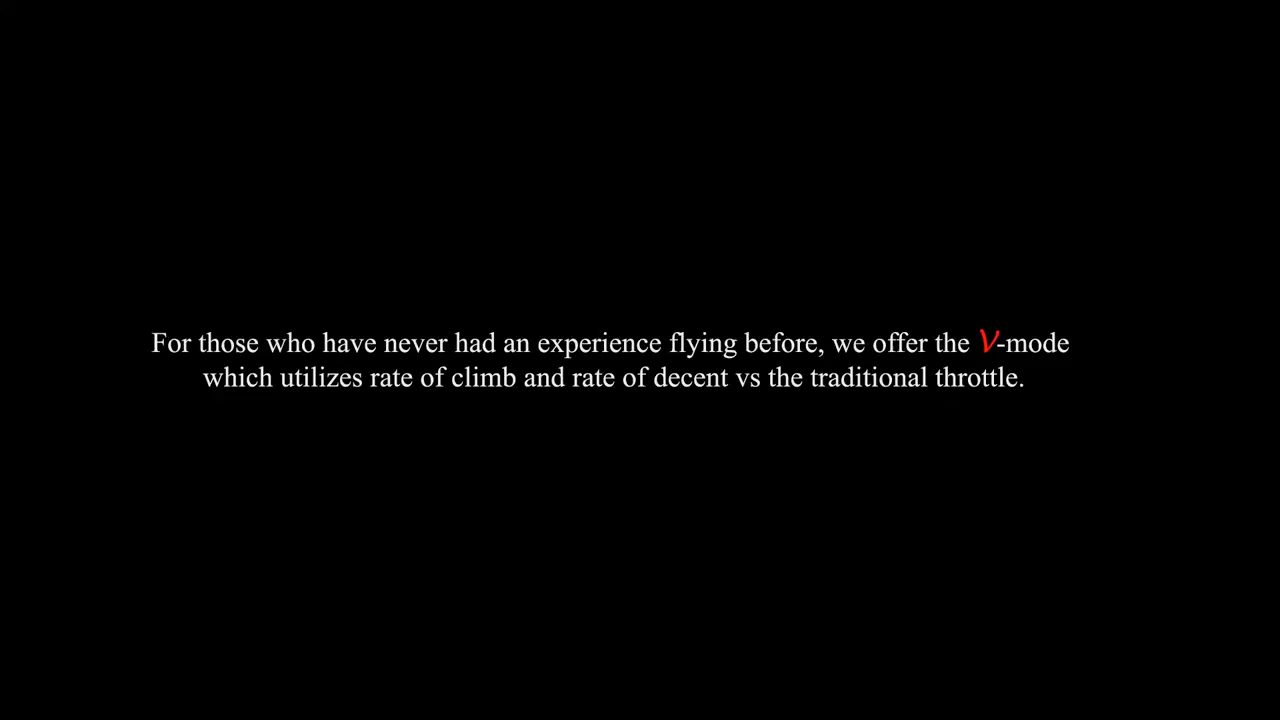 For those who have never had an experience flying before, we offer the V-mode
which utilizes rate of climb and rate of decent vs the traditional throttle.